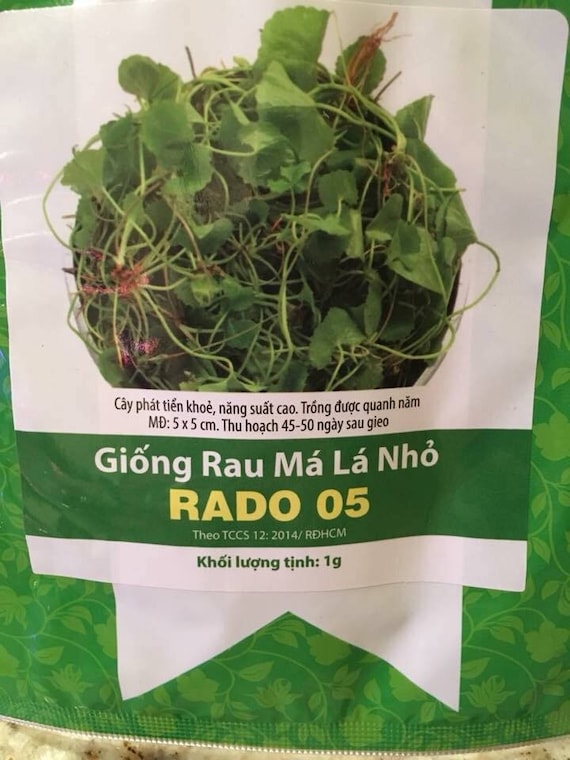 Cây phát tiển khoẻ, năng suất cao. Trồng được quanh năm
MĐ: 5 x 5 cm. Thu hoạch 45-50 ngày sau gieo
Giống Rau Má Lá Nhỏ
RADO 05
Theo TCCS 12: 2014/ RĐHCM
Khối lượng tịnh: 1g